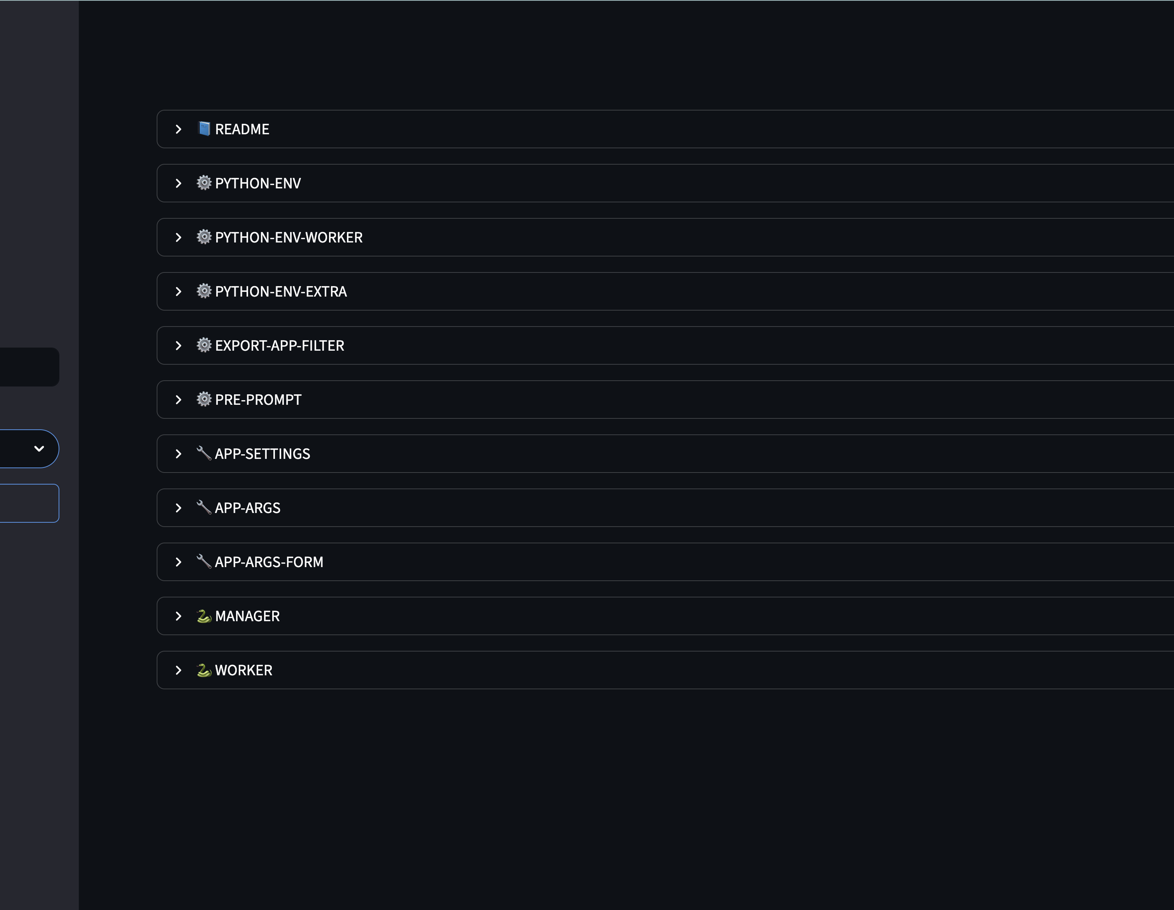 README
PYTHON-ENV
PYTHON-ENV-WORKER
PYTHON-ENV-EXTRA
EXPORT-APP-FILTER
PRE-PROMPT
APP-SETTINGS
APP-ARGS
APP-ARGS-FORM
MANAGER
WORKER